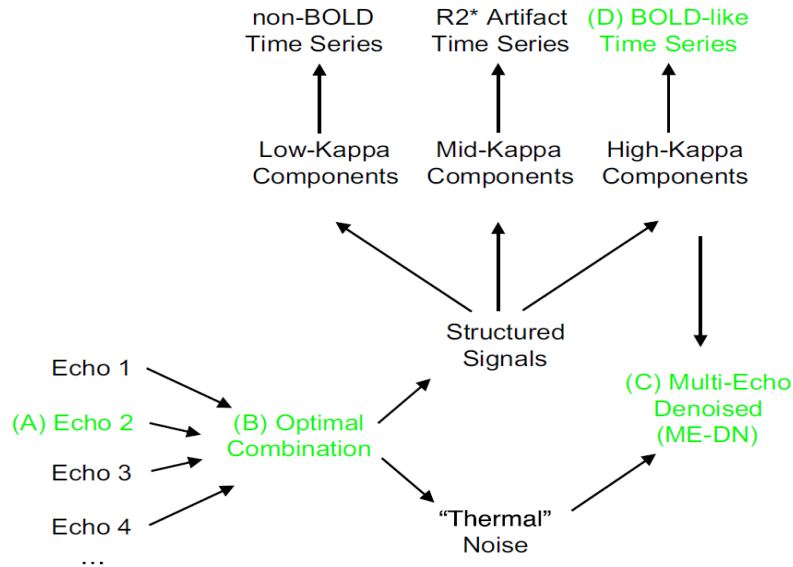 non-BOLD
Time Series
R2* Artifact
Time Series
(D) BOLD-like
Time Series
Low-Kappa
Components
Mid-Kappa
Components
High-Kappa
Components
Structured
Signals
Echo 1
(A) Echo 2
Echo 3
Echo 4
...
(B) Optimal
Combination
(C) Multi-Echo
Denoised
(ME-DN)
“Thermal”
Noise